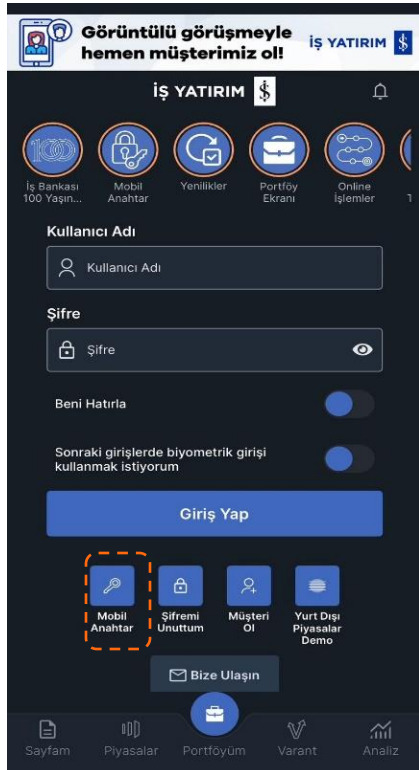 Görüntülü görüşmeyle
hemen müşterimiz ol!
İŞ YATIRIM
İŞ YATIRIM
100
İş Bankası
100 Yaşın...
Mobil
Anahtar
Yenilikler
Portföy
Ekranı
Online
İşlemler
Kullanıcı Adı
Kullanıcı Adı
Şifre
Şifre
Beni Hatırla
Sonraki girişlerde biyometrik girişi
kullanmak istiyorum
Giriş Yap
Mobil
Anahtar
Şifremi
Unuttum
Müşteri
Ol
Yurt Dışı
Piyasalar
Demo
Bize Ulaşın
Sayfam
Piyasalar
Portföyüm
Varant
Analiz